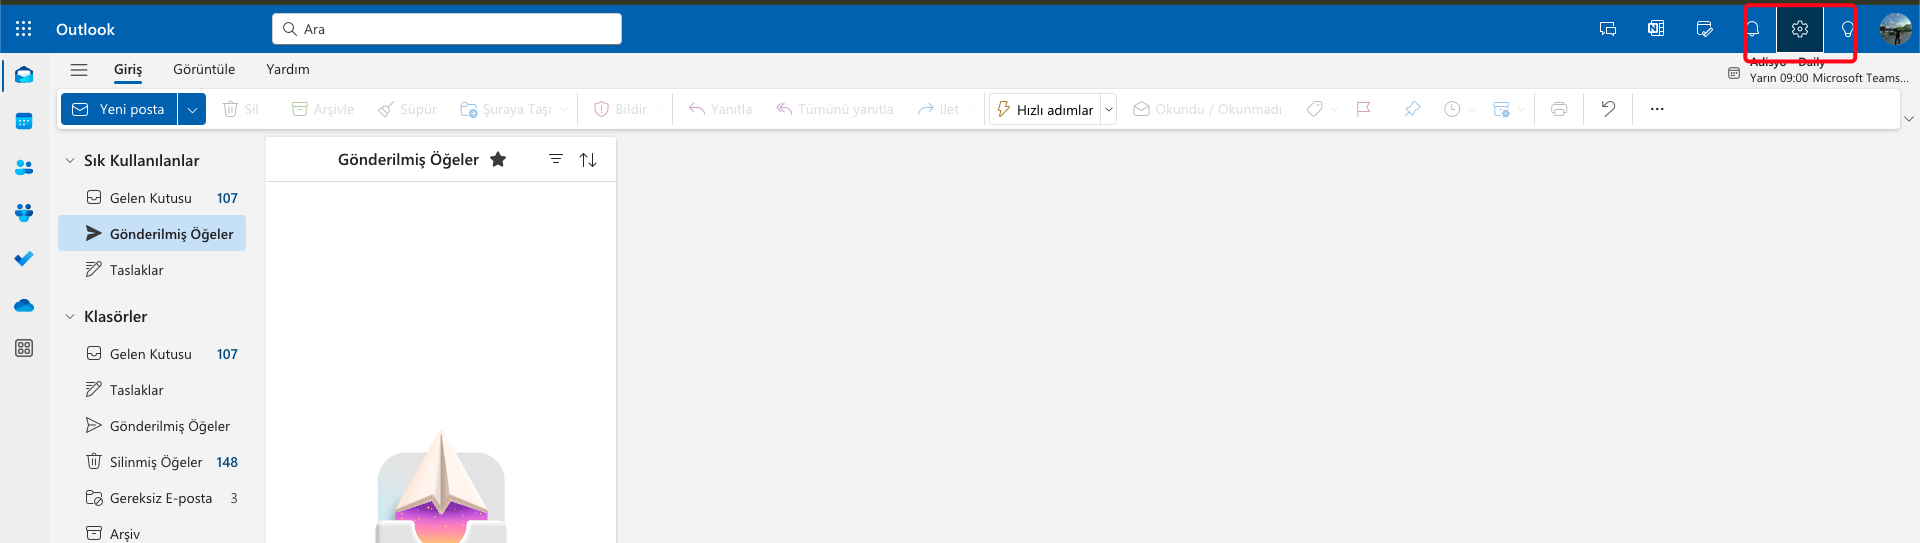 Outlook
Ara
Giriş Görüntüle Yardım
Adisyo - Daily
Yarın 09:00 Microsoft Teams...
Yeni posta Sil Arşivle Süpür Şuraya Taşı Bildir Yanıtla Tümünü yanıtla İlet Hızlı adımlar Okundu / Okunmadı
Sık Kullanılanlar
Gelen Kutusu 107
Gönderilmiş Öğeler
Taslaklar
Klasörler
Gelen Kutusu 107
Taslaklar
Gönderilmiş Öğeler
Silinmiş Öğeler 148
Gereksiz E-posta 3
Arşiv
Gönderilmiş Öğeler